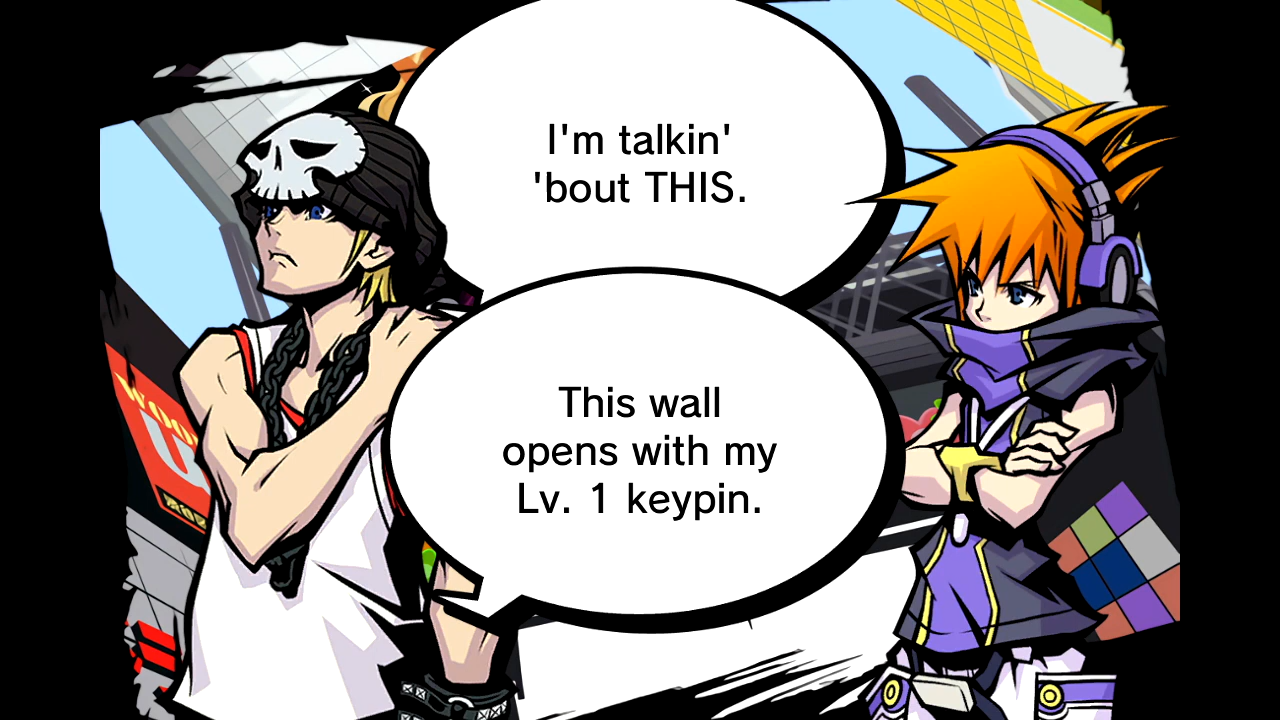 I'm talkin'
'bout THIS.
This wall
opens with my
Lv. 1 keypin.